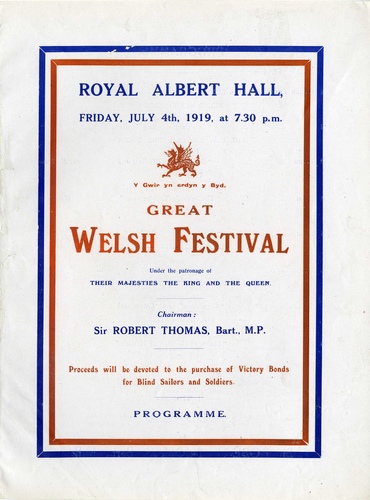 ROYAL ALBERT HALL,
FRIDAY, JULY 4th, 1919, at 7.30 p.m.
Y Gwir yn erdyn y Byd.
GREAT
WELSH FESTIVAL
Under the patronage of
THEIR MAJESTIES THE KING AND THE QUEEN.
Chairman:
Sir ROBERT THOMAS, Bart., M.P.
Proceeds will be devoted to the purchase of Victory Bonds
for Blind Sailors and Soldiers.
PROGRAMME.